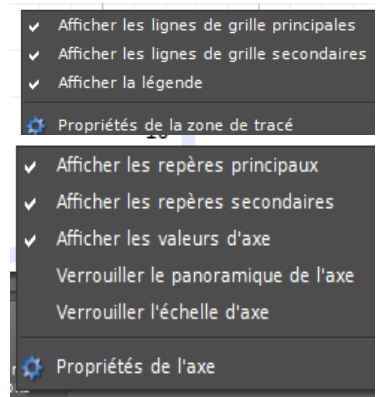 Afficher les lignes de grille principales
Afficher les lignes de grille secondaires
Afficher la légende
Propriétés de la zone de tracé
Afficher les repères principaux
Afficher les repères secondaires
Afficher les valeurs d'axe
Verrouiller le panoramique de l'axe
Verrouiller l'échelle d'axe
Propriétés de l'axe